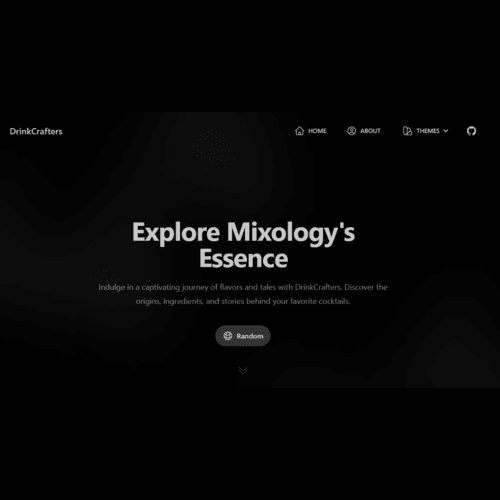 DrinkCrafters
HOME
ABOUT
THEMES
Explore Mixology's
Essence
Indulge in a captivating journey of flavors and tales with DrinkCrafters. Discover the
origins, ingredients, and stories behind your favorite cocktails.
Random